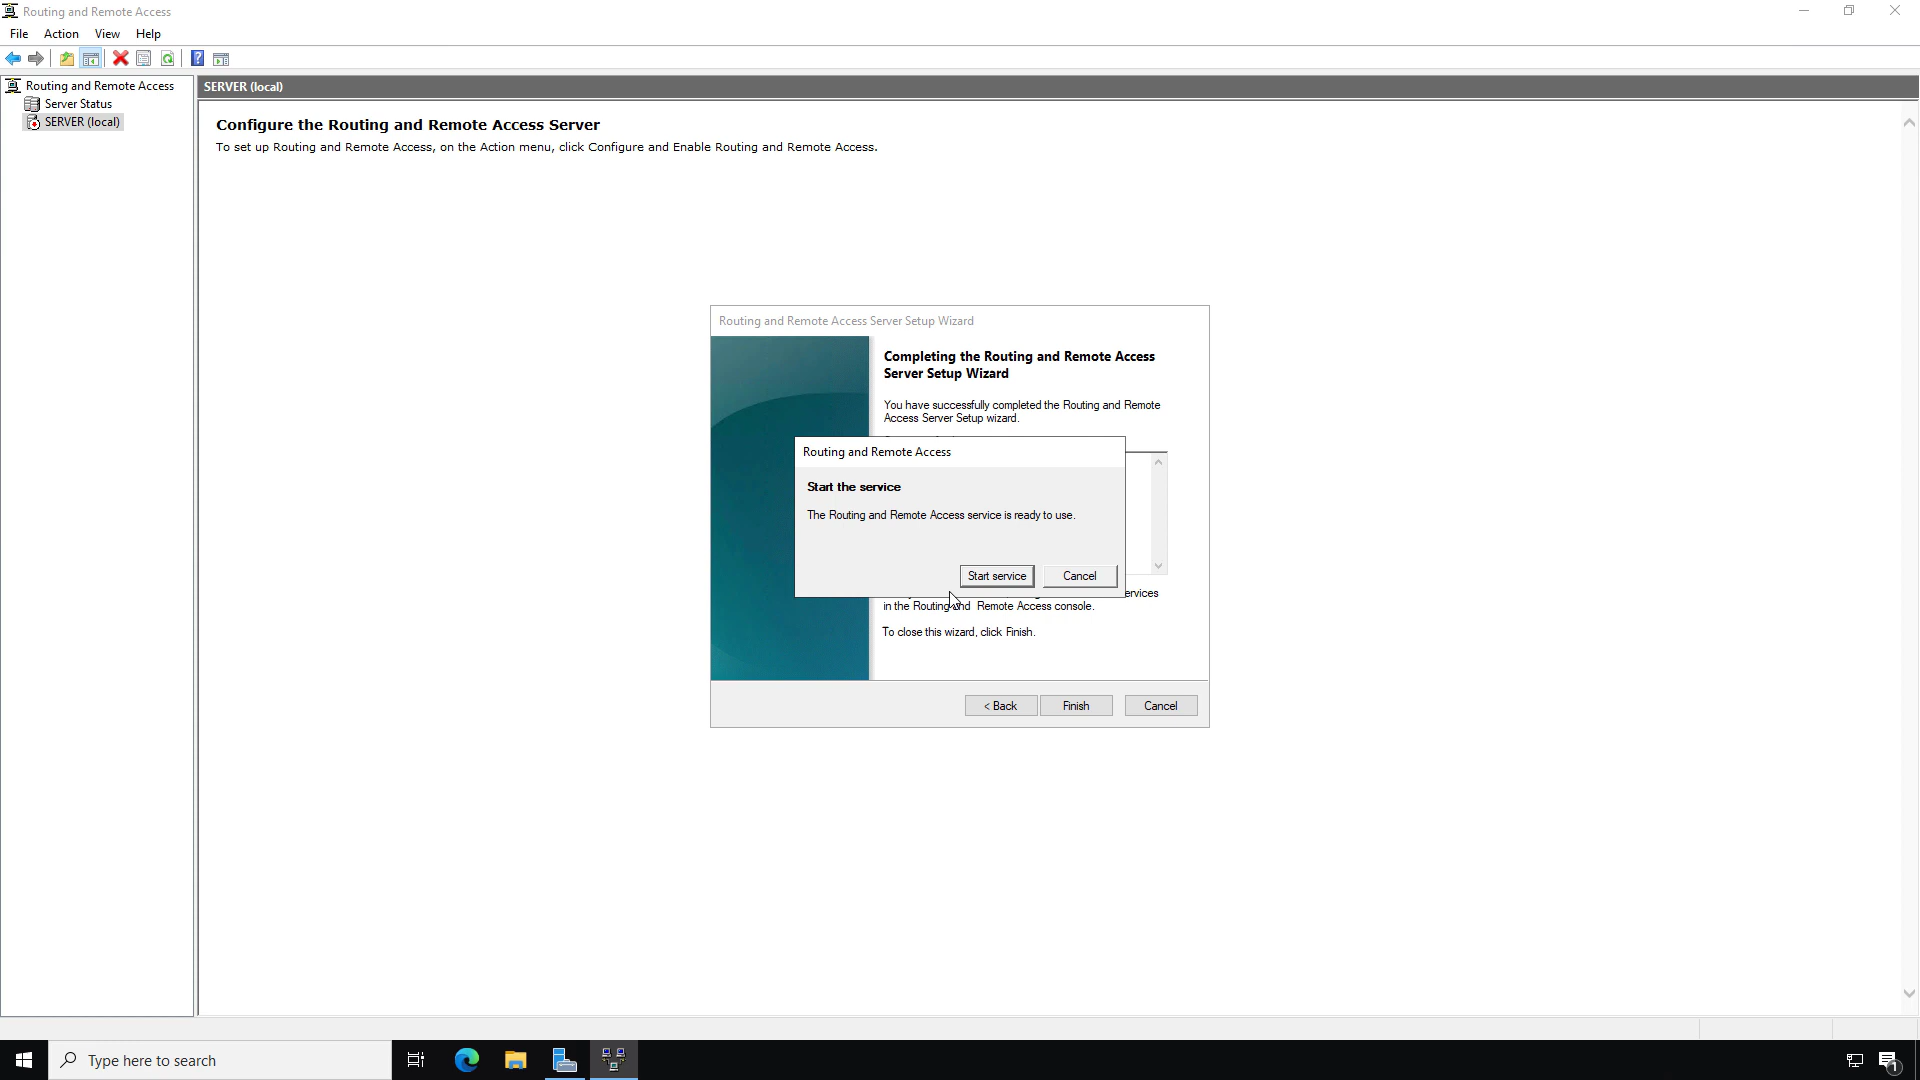 Routing and Remote Access
File Action View Help
Routing and Remote Access
Server Status
SERVER (local)
SERVER (local)
Configure the Routing and Remote Access Server
To set up Routing and Remote Access, on the Action menu, click Configure and Enable Routing and Remote Access.
Routing and Remote Access Server Setup Wizard
Completing the Routing and Remote Access
Server Setup Wizard
You have successfully completed the Routing and Remote
Access Server Setup wizard.
Routing and Remote Access
Start the service
The Routing and Remote Access service is ready to use.
Start service Cancel
ervices
in the Routing and Remote Access console.
To close this wizard, click Finish.
< Back Finish Cancel
Type here to search
1